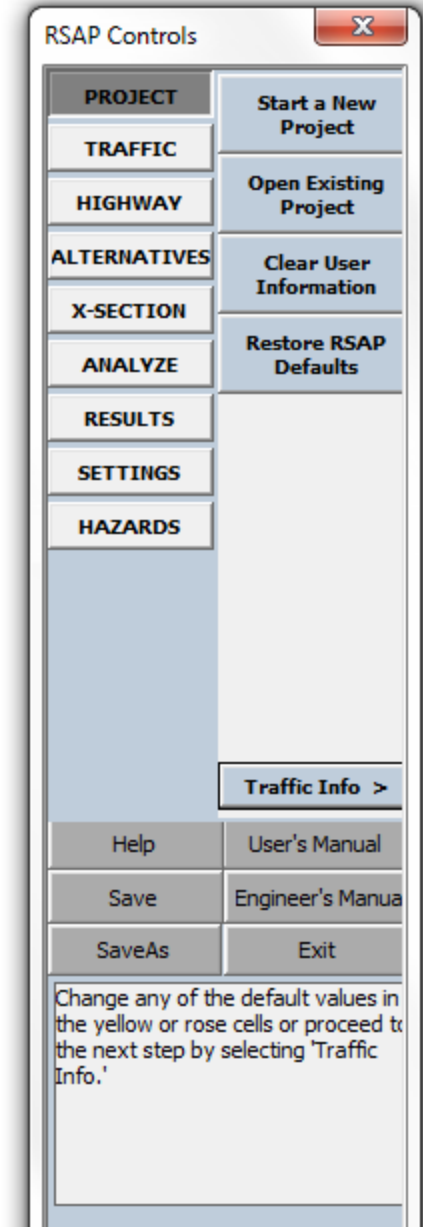 RSAP Controls
PROJECT
TRAFFIC
HIGHWAY
ALTERNATIVES
X-SECTION
ANALYZE
RESULTS
SETTINGS
HAZARDS
Start a New
Project
Open Existing
Project
Clear User
Information
Restore RSAP
Defaults
Traffic Info >
Help
User's Manual
Save
Engineer's Manua
SaveAs
Exit
Change any of the default values in
the yellow or rose cells or proceed to
the next step by selecting 'Traffic
Info.'